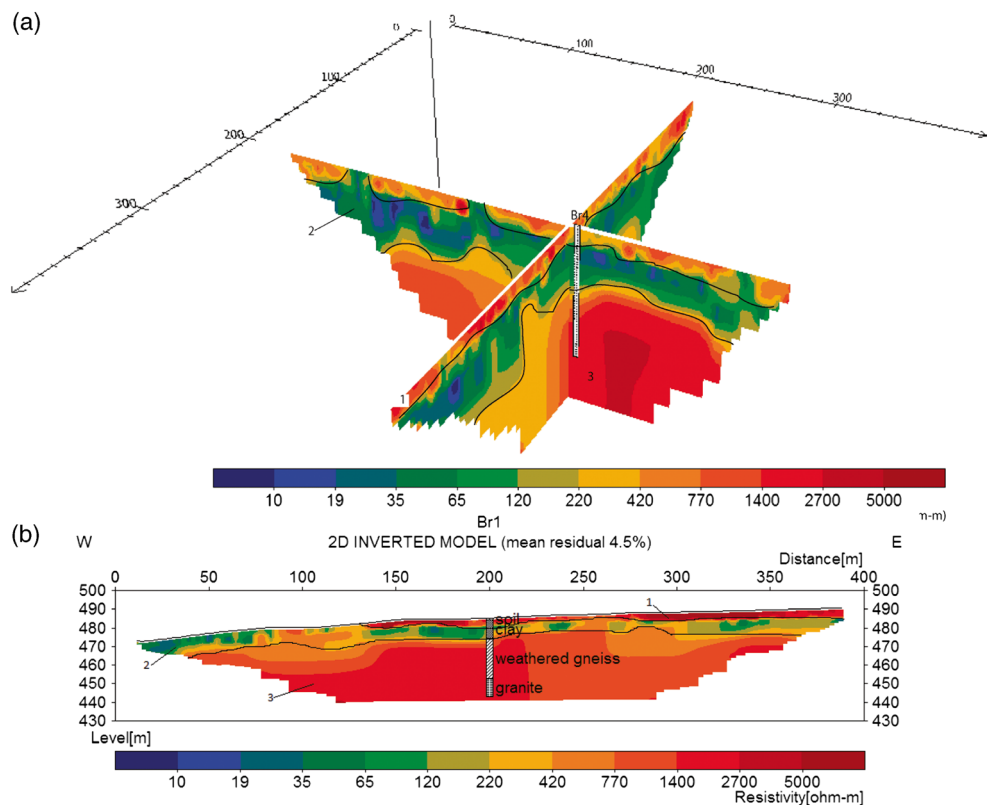 (a)
0
0
100
100
200
200
300
300
Br4
2
1
3
10 19 35 65 120 220 420 770 1400 2700 5000
m-m)
(b)
Br1
W
2D INVERTED MODEL (mean residual 4.5%)
E
Distance[m]
0 50 100 150 200 250 300 350 400
500 500
490 1 490
soil
480 clay 480
470 470
2
460 weathered gneiss 460
450 3 granite 450
440 440
430 430
Level[m]
10 19 35 65 120 220 420 770 1400 2700 5000
Resistivity[ohm-m]